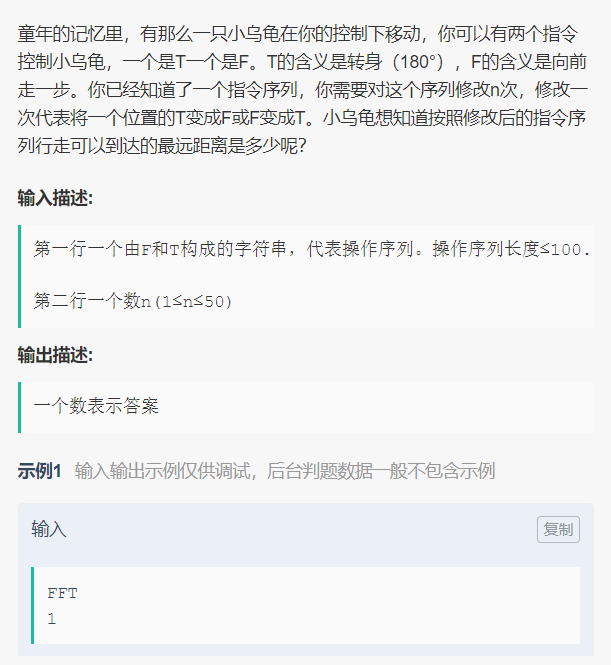 童年的记忆里，有那么一只小乌龟在你的控制下移动，你可以有两个指令
控制小乌龟，一个是T一个是F。T的含义是转身（180°），F的含义是向前
走一步。你已经知道了一个指令序列，你需要对这个序列修改n次，修改一
次代表将一个位置的T变成F或F变成T。小乌龟想知道按照修改后的指令序
列行走可以到达的最远距离是多少呢？
输入描述:
第一行一个由F和T构成的字符串，代表操作序列。操作序列长度≤100.
第二行一个数n(1≤n≤50)
输出描述:
一个数表示答案
示例1 输入输出示例仅供调试，后台判题数据一般不包含示例
输入 复制
FFT
1